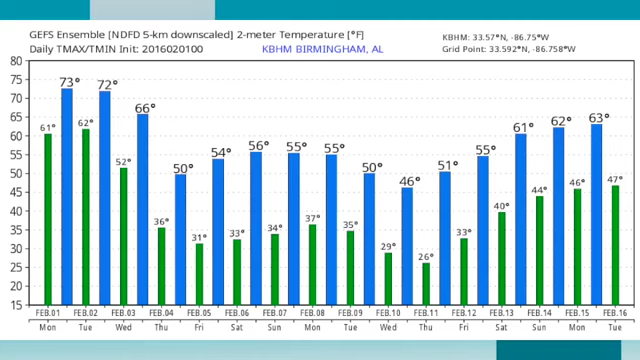 GEFS Ensemble [NDFD 5-km downscaled] 2-meter Temperature [°F]
KBHM: 33.57°N, -86.75°W
Daily TMAX/TMIN Init: 2016020100
KBHM BIRMINGHAM, AL
Grid Point: 33.592°N, -86.758°W
80
75
70
65
60
55
50
45
40
35
30
25
20
15
61° 73° 62° 72° 52° 66° 36° 50° 31° 54° 33° 56° 34° 55° 37° 55° 35° 50° 29° 46° 26° 51° 33° 55° 40° 61° 44° 62° 46° 63° 47°
FEB.01 FEB.02 FEB.03 FEB.04 FEB.05 FEB.06 FEB.07 FEB.08 FEB.09 FEB.10 FEB.11 FEB.12 FEB.13 FEB.14 FEB.15 FEB.16
Mon Tue Wed Thu Fri Sat Sun Mon Tue Wed Thu Fri Sat Sun Mon Tue